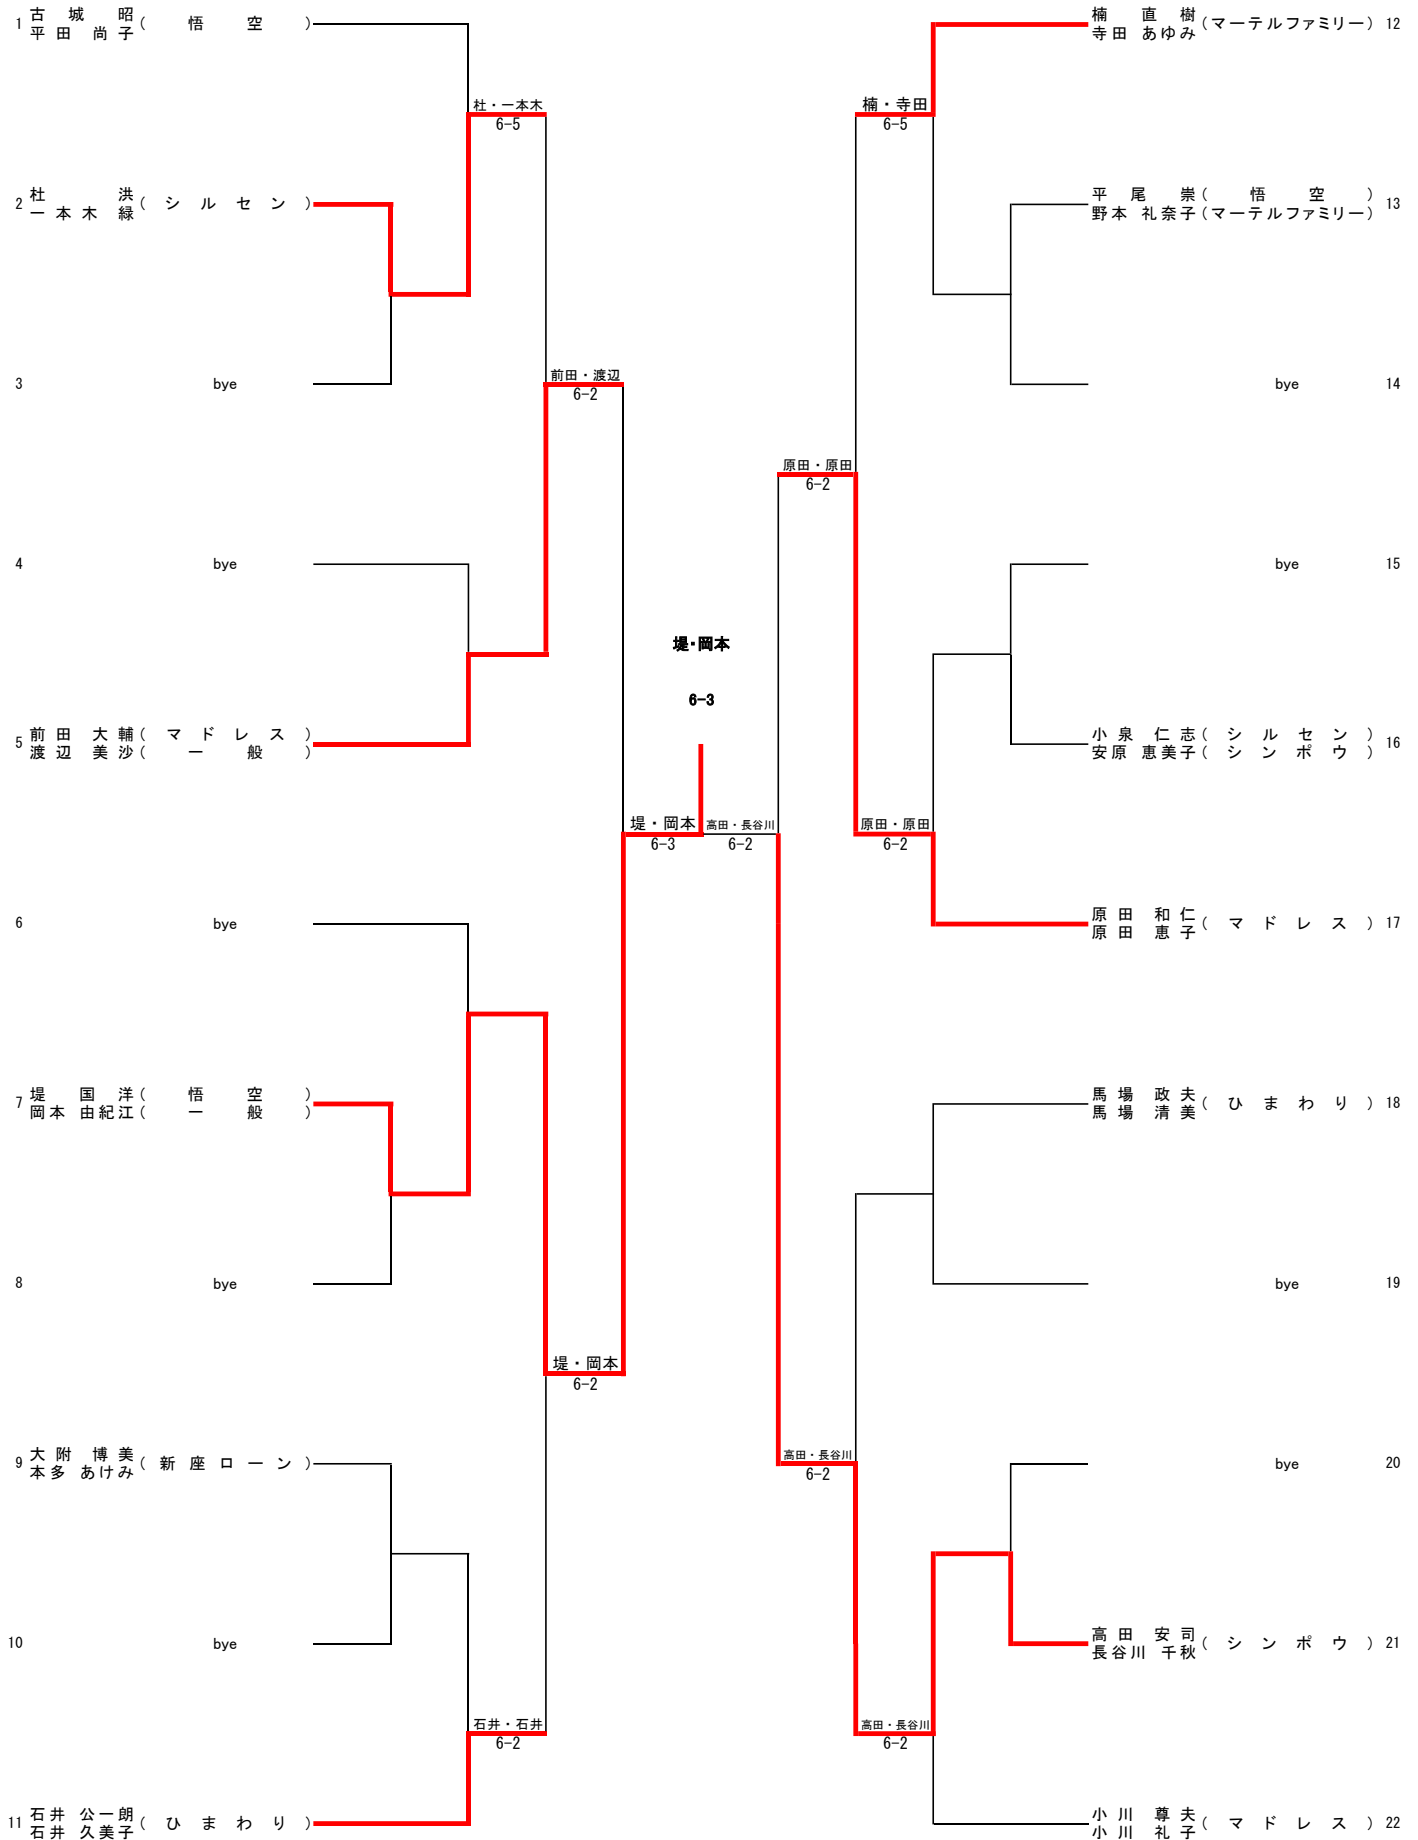 1 古城 昭 平田 尚子 (悟空)
杜・一本木
6-5
2 杜 洪 一本木 緑 (シルセン)
3 bye
前田・渡辺
6-2
4 bye
5 前田 大輔 (マドレス) 渡辺 美沙 (一般)
6 bye
7 堤 国洋 (悟空) 岡本 由紀江 (一般)
8 bye
堤・岡本
6-2
9 大附 博美 本多 あけみ (新座ローン)
10 bye
石井・石井
6-2
11 石井 公一朗 石井 久美子 (ひまわり)
堤・岡本
6-3
堤・岡本
6-3
高田・長谷川
6-2
楠 直樹 寺田 あゆみ (マーテルファミリー) 12
楠・寺田
6-5
平尾 崇 (悟空) 野本 礼奈子 (マーテルファミリー) 13
bye 14
原田・原田
6-2
bye 15
小泉 仁志 (シルセン) 安原 恵美子 (シンポウ) 16
原田・原田
6-2
原田 和仁 原田 恵子 (マドレス) 17
馬場 政夫 馬場 清美 (ひまわり) 18
bye 19
高田・長谷川
6-2
bye 20
高田 安司 長谷川 千秋 (シンポウ) 21
高田・長谷川
6-2
小川 尊夫 小川 礼子 (マドレス) 22